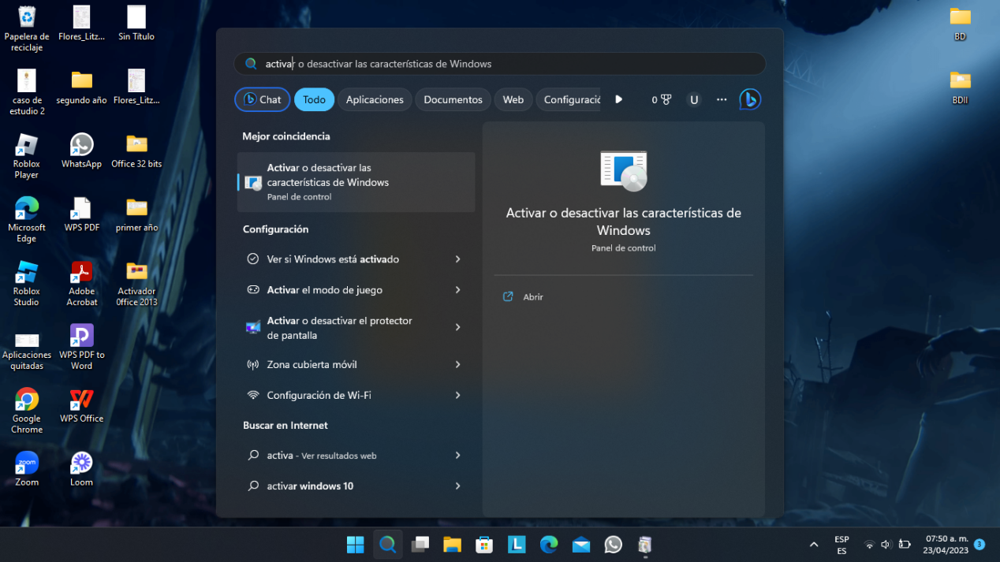 Papelera de
reciclaje
Flores_Litz...
Sin Título
caso de
estudio 2
segundo año
Flores_Litz...
Roblox
Player
WhatsApp
Office 32 bits
Microsoft
Edge
WPS PDF
primer año
Roblox
Studio
Adobe
Acrobat
Activador
Office 2013
Aplicaciones
quitadas
WPS PDF to
Word
Google
Chrome
WPS Office
zoom
Zoom
Loom
activar o desactivar las características de Windows
Chat
Todo
Aplicaciones
Documentos
Web
Configuració
0
U
Mejor coincidencia
Activar o desactivar las
características de Windows
Panel de control
Configuración
Ver si Windows está activado
Activar el modo de juego
Activar o desactivar el protector
de pantalla
Zona cubierta móvil
Configuración de Wi-Fi
Buscar en Internet
activa - Ver resultados web
activar windows 10
Activar o desactivar las características de
Windows
Panel de control
Abrir
BD
BDII
L
ESP
ES
07:50 a. m.
23/04/2023
3